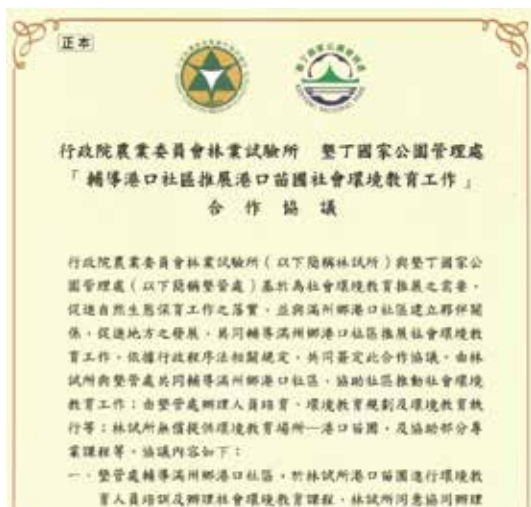 正本
行政院農業委員會林業試驗所 墾丁國家公園管理處
「輔導港口社區推展港口苗圃社會環境教育工作」
合作協議
行政院農業委員會林業試驗所（以下簡稱林試所）與墾丁國家公
園管理處（以下簡稱墾管處）基於為社會環境教育推展之需要，
促進自然生態保育工作之落實，並與滿州鄉港口社區建立夥伴關
係，促進地方之發展，共同輔導滿州鄉港口社區推展社會環境教
育工作，依據行政程序法相關規定，共同簽定此合作協議，由林
試所與墾管處共同輔導滿州鄉港口社區，協助社區推動社會環境
教育工作；由墾管處辦理人員培育、環境教育規劃及環境教育執
行等；林試所無償提供環境教育場所—港口苗圃，及協助部分專
業課程等。協議內容如下：
一、墾管處輔導滿州鄉港口社區，於林試所港口苗圃進行環境教
育人員培訓及辦理社會環境教育課程，林試所同意協同辦理